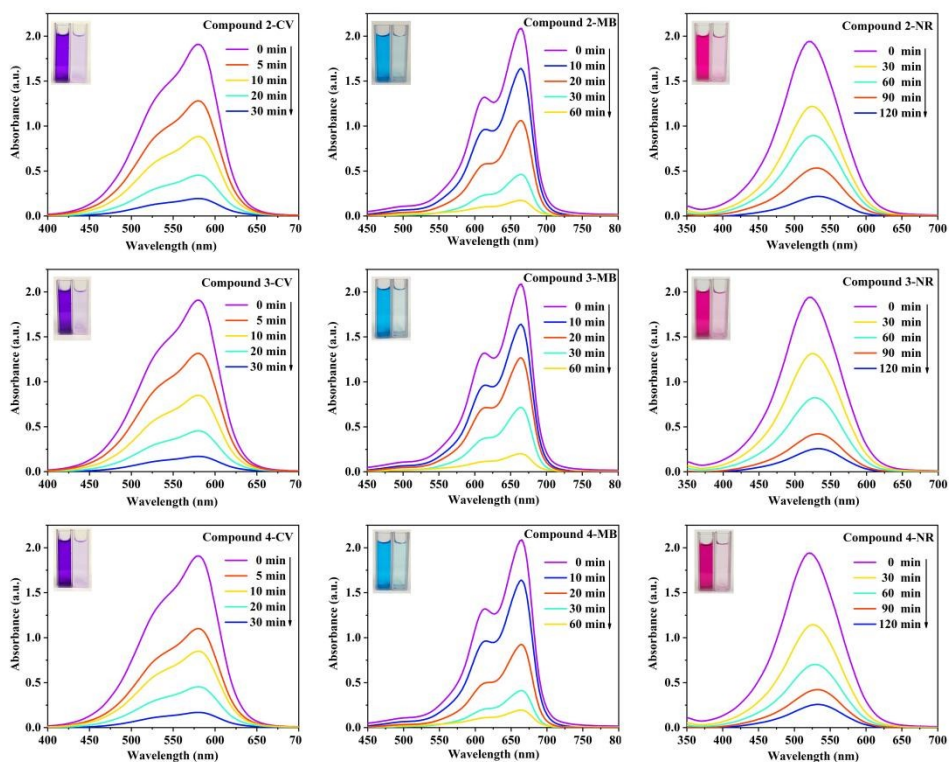 Compound 2-CV
0 min
5 min
10 min
20 min
30 min
2.0
1.5
1.0
0.5
0.0
Absorbance (a.u.)
400 450 500 550 600 650 70
Wavelength (nm)
Compound 2-MB
0 min
10 min
20 min
30 min
60 min
2.0
1.5
1.0
0.5
0.0
Absorbance (a.u.)
450 500 550 600 650 700 750 80
Wavelength (nm)
Compound 2-NR
0 min
30 min
60 min
90 min
120 min
2.0
1.5
1.0
0.5
0.0
Absorbance (a.u.)
350 400 450 500 550 600 650 700
Wavelength (nm)
Compound 3-CV
0 min
5 min
10 min
20 min
30 min
2.0
1.5
1.0
0.5
0.0
Absorbance (a.u.)
400 450 500 550 600 650 70
Wavelength (nm)
Compound 3-MB
0 min
10 min
20 min
30 min
60 min
2.0
1.5
1.0
0.5
0.0
Absorbance (a.u.)
450 500 550 600 650 700 750 80
Wavelength (nm)
Compound 3-NR
0 min
30 min
60 min
90 min
120 min
2.0
1.5
1.0
0.5
0.0
Absorbance (a.u.)
350 400 450 500 550 600 650 700
Wavelength (nm)
Compound 4-CV
0 min
5 min
10 min
20 min
30 min
2.0
1.5
1.0
0.5
0.0
Absorbance (a.u.)
400 450 500 550 600 650 70
Wavelength (nm)
Compound 4-MB
0 min
10 min
20 min
30 min
60 min
2.0
1.5
1.0
0.5
0.0
Absorbance (a.u.)
450 500 550 600 650 700 750 80
Wavelength (nm)
Compound 4-NR
0 min
30 min
60 min
90 min
120 min
2.0
1.5
1.0
0.5
0.0
Absorbance (a.u.)
350 400 450 500 550 600 650 700
Wavelength (nm)